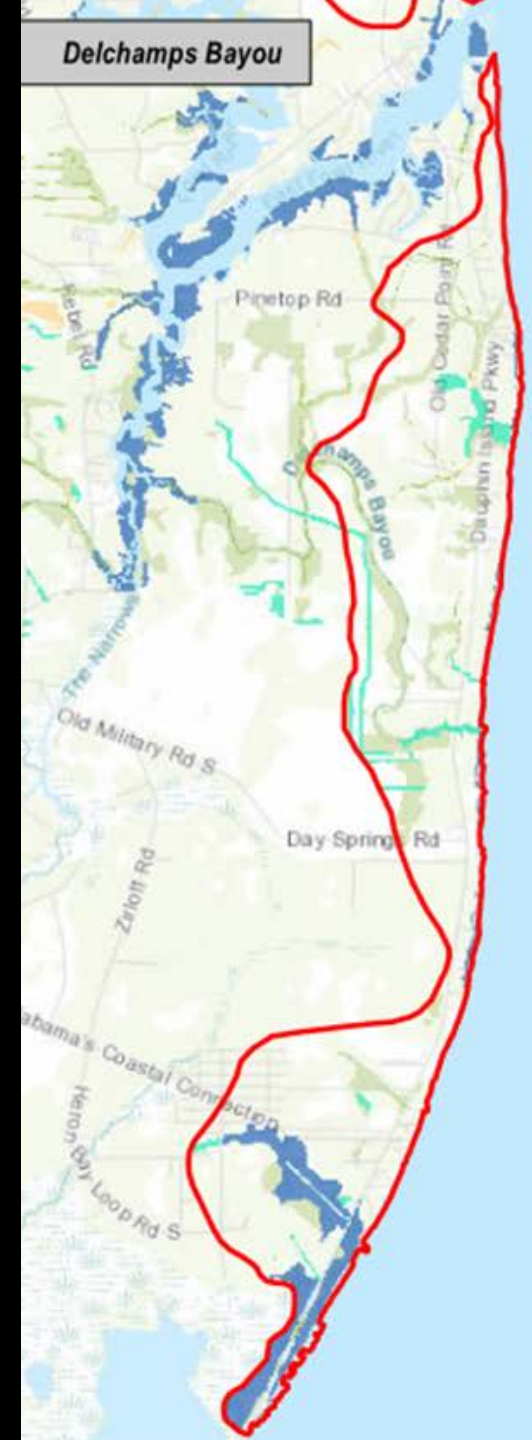 Delchamps Bayou
Pinetop Rd
Old Cedar Point Rd
Rebel Rd
Dauphin Island Pkwy
Delchamps Bayou
The Narrows
Old Military Rd S
Day Springs Rd
Zirlott Rd
abama's Coastal Connection
Heron Bay Loop Rd S